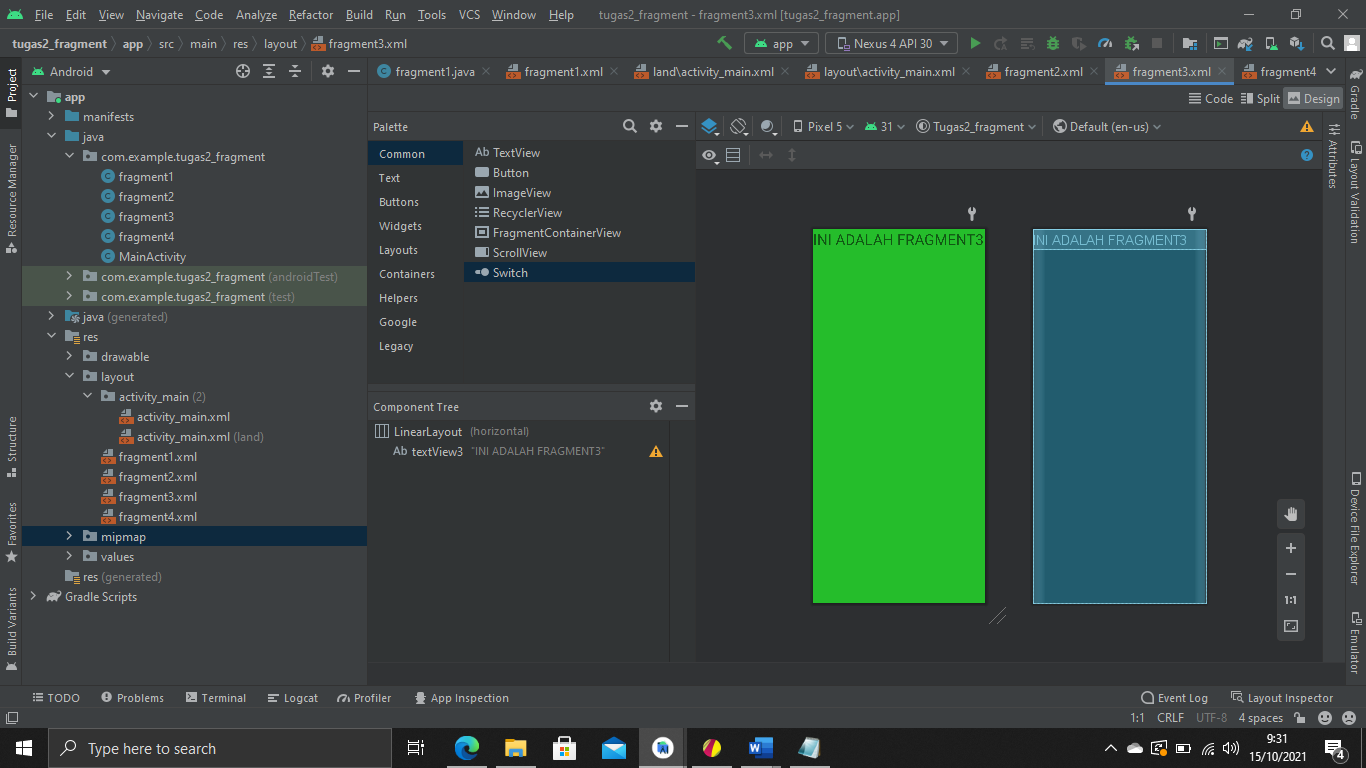 File Edit View Navigate Code Analyze Refactor Build Run Tools VCS Window Help tugas2_fragment - fragment3.xml [tugas2_fragment.app]
tugas2_fragment app src main res layout fragment3.xml app Nexus 4 API 30
Project Android fragment1.java fragment1.xml land\activity_main.xml layout\activity_main.xml fragment2.xml fragment3.xml fragment4 Gradle
Code Split Design
app
manifests
java
com.example.tugas2_fragment
fragment1
fragment2
fragment3
fragment4
MainActivity
com.example.tugas2_fragment (androidTest)
com.example.tugas2_fragment (test)
java (generated)
res
drawable
layout
activity_main (2)
activity_main.xml
activity_main.xml (land)
fragment1.xml
fragment2.xml
fragment3.xml
fragment4.xml
mipmap
values
res (generated)
Gradle Scripts
Resource Manager
Structure
Favorites
Build Variants
Palette
Common
Text
Buttons
Widgets
Layouts
Containers
Helpers
Google
Legacy
Ab TextView
Button
ImageView
RecyclerView
FragmentContainerView
ScrollView
Switch
Component Tree
LinearLayout (horizontal)
Ab textView3 "INI ADALAH FRAGMENT3"
Pixel 5 31 Tugas2_fragment Default (en-us)
INI ADALAH FRAGMENT3
INI ADALAH FRAGMENT3
1:1
Attributes
Layout Validation
Device File Explorer
Emulator
TODO Problems Terminal Logcat Profiler App Inspection Event Log Layout Inspector
1:1 CRLF UTF-8 4 spaces
Type here to search
9:31
15/10/2021
4